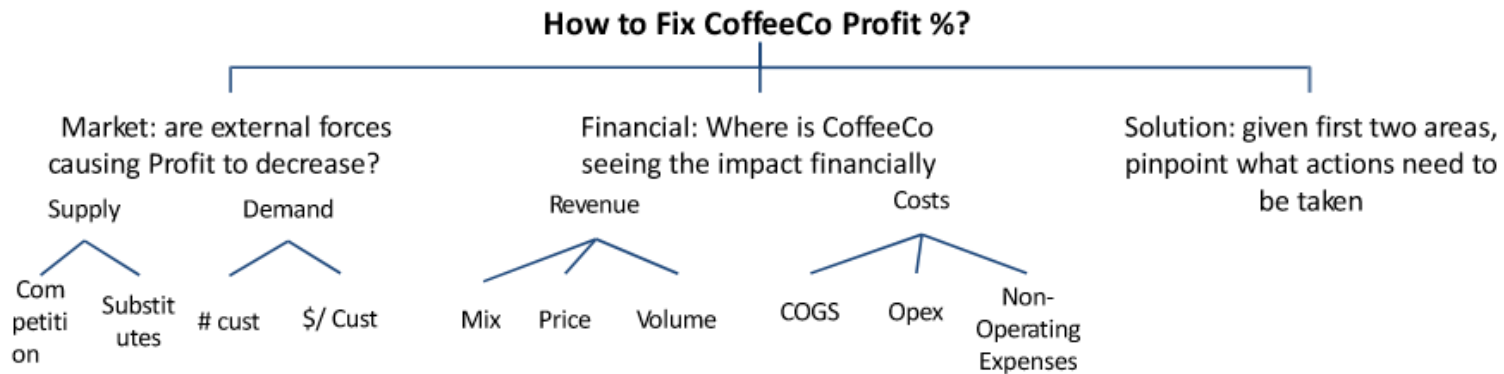 How to Fix CoffeeCo Profit %?
Market: are external forces
causing Profit to decrease?
Financial: Where is CoffeeCo
seeing the impact financially
Solution: given first two areas,
pinpoint what actions need to
be taken
Supply
Demand
Revenue
Costs
Com
petiti
on
Substit
utes
# cust
$/ Cust
Mix
Price
Volume
COGS
Opex
Non-
Operating
Expenses